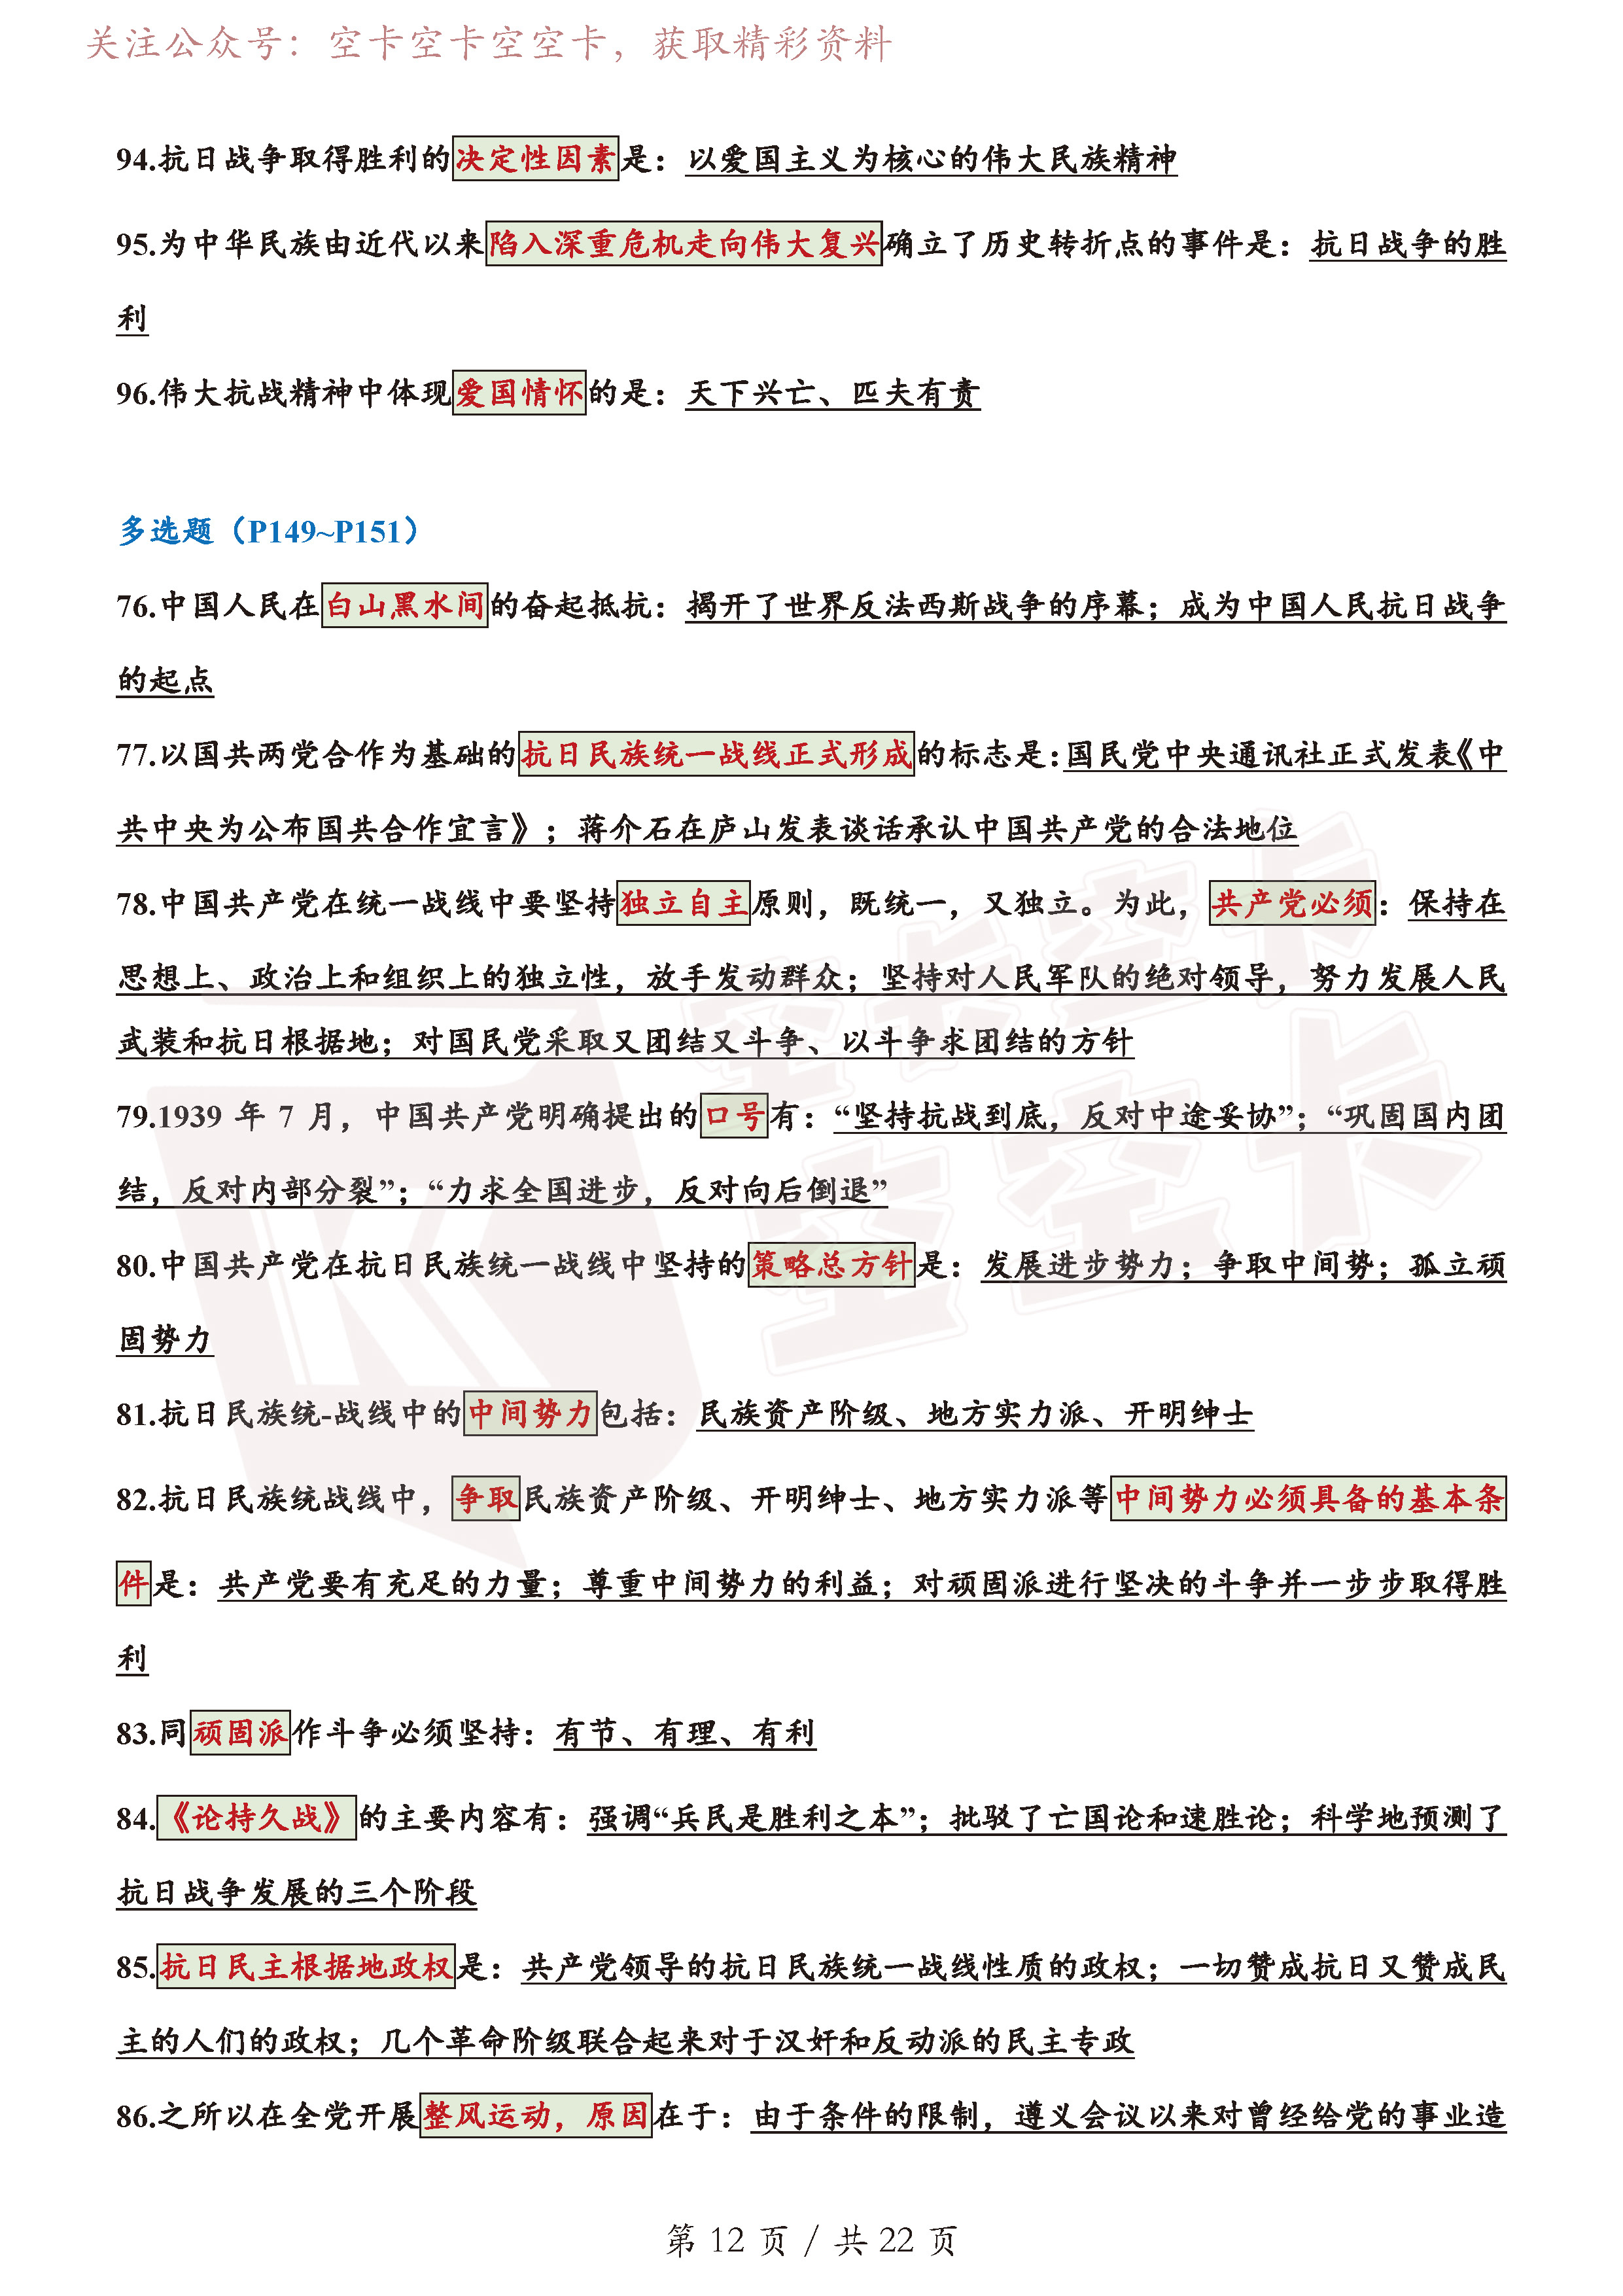 关注公众号：空卡空卡空空卡，获取精彩资料
94.抗日战争取得胜利的决定性因素是：以爱国主义为核心的伟大民族精神
95.为中华民族由近代以来陷入深重危机走向伟大复兴确立了历史转折点的事件是：抗日战争的胜
利
96.伟大抗战精神中体现爱国情怀的是：天下兴亡、匹夫有责
多选题（P149~P151）
76.中国人民在白山黑水间的奋起抵抗：揭开了世界反法西斯战争的序幕；成为中国人民抗日战争
的起点
77.以国共两党合作为基础的抗日民族统一战线正式形成的标志是：国民党中央通讯社正式发表《中
共中央为公布国共合作宣言》；蒋介石在庐山发表谈话承认中国共产党的合法地位
78.中国共产党在统一战线中要坚持独立自主原则，既统一，又独立。为此，共产党必须：保持在
思想上、政治上和组织上的独立性，放手发动群众；坚持对人民军队的绝对领导，努力发展人民
武装和抗日根据地；对国民党采取又团结又斗争、以斗争求团结的方针
79.1939 年 7 月，中国共产党明确提出的口号有：“坚持抗战到底，反对中途妥协”；“巩固国内团
结，反对内部分裂”；“力求全国进步，反对向后倒退”
80.中国共产党在抗日民族统一战线中坚持的策略总方针是：发展进步势力；争取中间势；孤立顽
固势力
81.抗日民族统-战线中的中间势力包括：民族资产阶级、地方实力派、开明绅士
82.抗日民族统战线中，争取民族资产阶级、开明绅士、地方实力派等中间势力必须具备的基本条
件是：共产党要有充足的力量；尊重中间势力的利益；对顽固派进行坚决的斗争并一步步取得胜
利
83.同顽固派作斗争必须坚持：有节、有理、有利
84.《论持久战》的主要内容有：强调“兵民是胜利之本”；批驳了亡国论和速胜论；科学地预测了
抗日战争发展的三个阶段
85.抗日民主根据地政权是：共产党领导的抗日民族统一战线性质的政权；一切赞成抗日又赞成民
主的人们的政权；几个革命阶级联合起来对于汉奸和反动派的民主专政
86.之所以在全党开展整风运动，原因在于：由于条件的限制，遵义会议以来对曾经给党的事业造
空卡空卡
空空卡
第 12 页 / 共 22 页